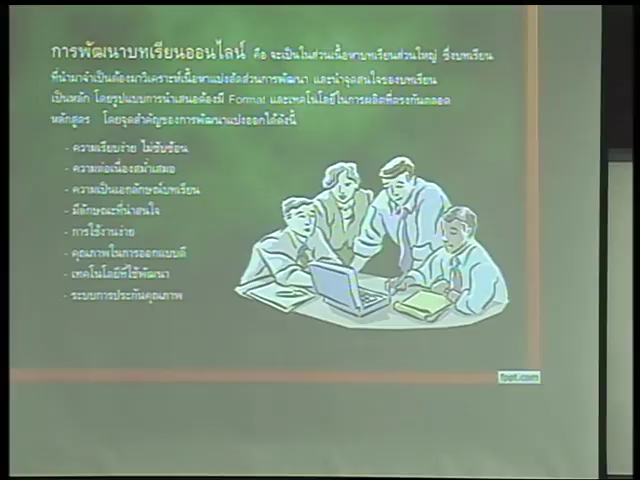 การพัฒนาบทเรียนออนไลน์ คือ จะเป็นในส่วนเนื้อหาบทเรียนส่วนใหญ่ ซึ่งบทเรียน
ที่นำมาจำเป็นต้องมาวิเคราะห์เนื้อหาแบ่งสัดส่วนการพัฒนา และนำจุดสนใจของบทเรียน
เป็นหลัก โดยรูปแบบการนำเสนอต้องมี Format และเทคโนโลยีในการผลิตที่ตรงกันตลอด
หลักสูตร โดยจุดสำคัญของการพัฒนาแบ่งออกได้ดังนี้
- ความเรียบง่าย ไม่ซับซ้อน
- ความต่อเนื่องสม่ำเสมอ
- ความเป็นเอกลักษณ์บทเรียน
- มีลักษณะที่น่าสนใจ
- การใช้งานง่าย
- คุณภาพในการออกแบบดี
- เทคโนโลยีที่ใช้พัฒนา
- ระบบการประกันคุณภาพ
fppt.com